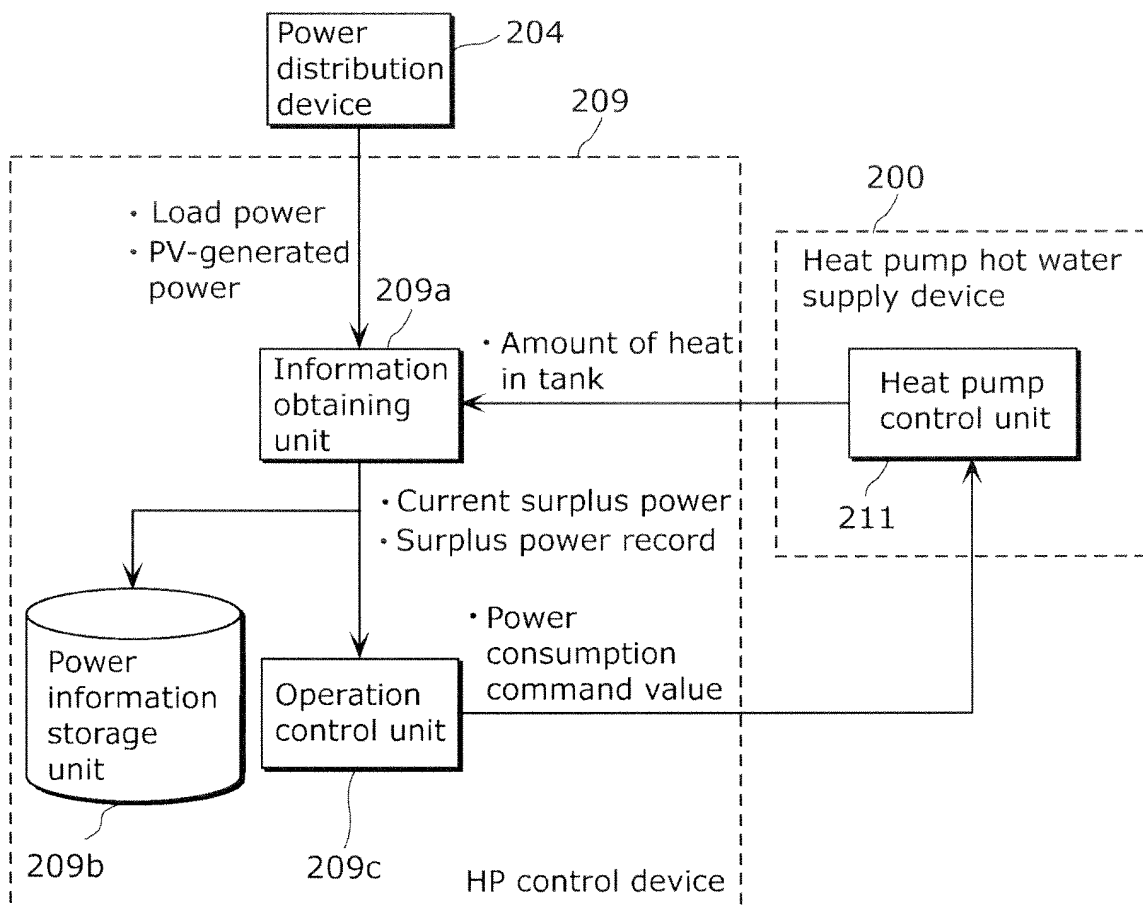 Power
distribution
device
204
209
200
· Load power
· PV-generated
power
Heat pump hot water
supply device
209a
· Amount of heat
in tank
Information
obtaining
unit
Heat pump
control unit
211
· Current surplus power
· Surplus power record
· Power
consumption
command value
Power
information
storage
unit
Operation
control unit
209b
209c
HP control device